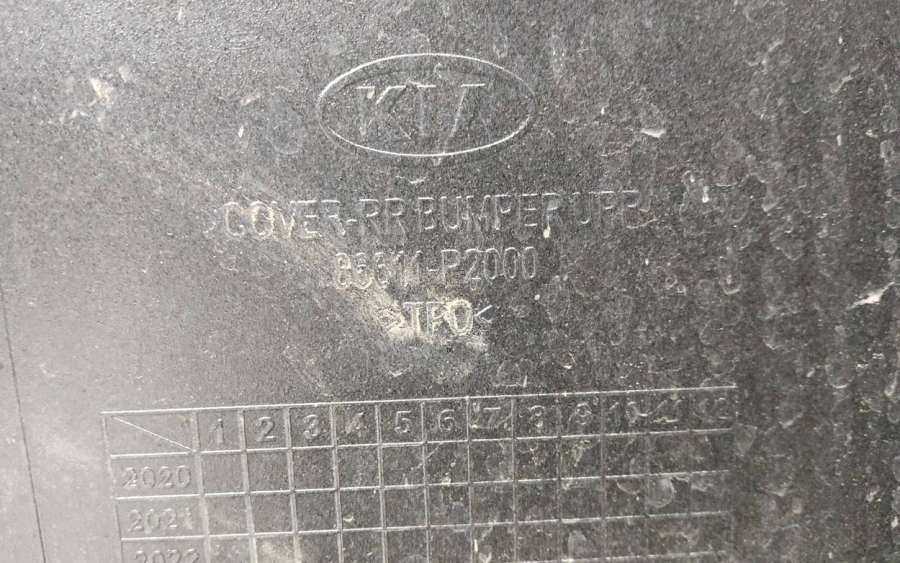 KIA
COVER-RR BUMPER UPR
86611-P2000
>TPO<
1 2 3 4 5 6 7 8 9 10 11 12
2020
2021
2022